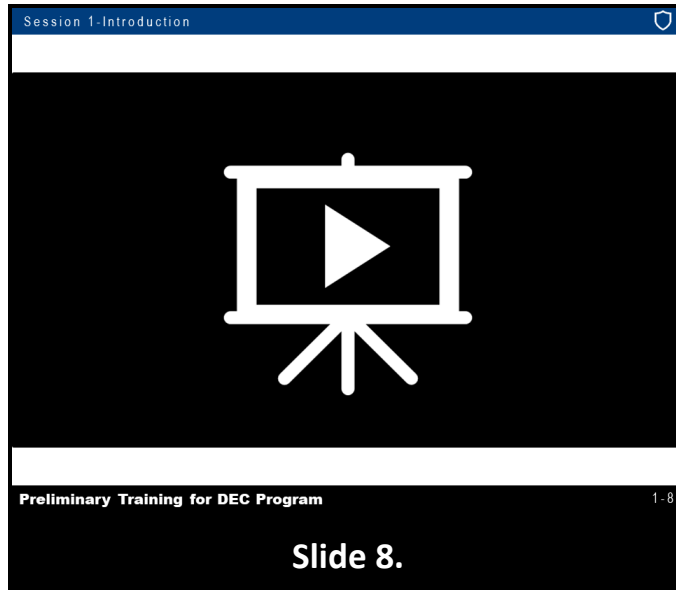 Session 1-Introduction
Preliminary Training for DEC Program
1-8
Slide 8.